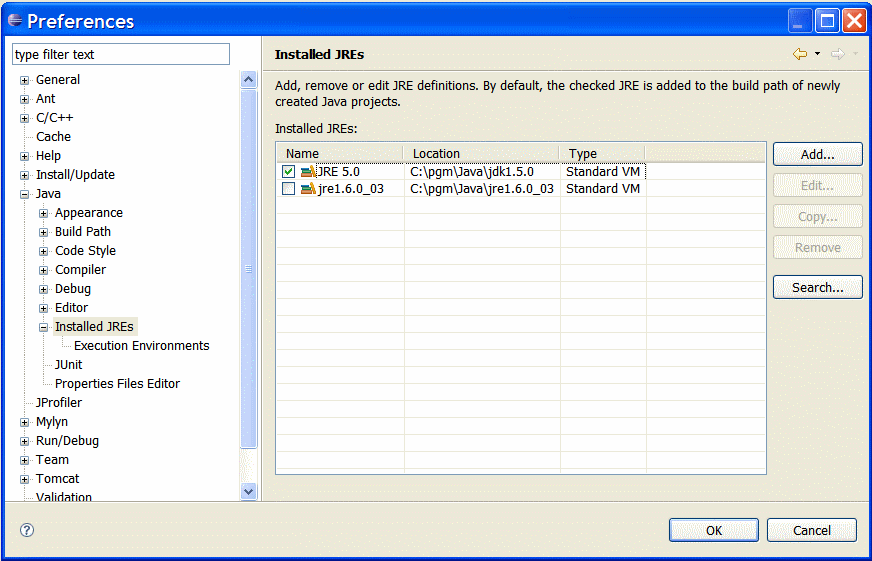 Preferences
type filter text
General
Ant
C/C++
Cache
Help
Install/Update
Java
Appearance
Build Path
Code Style
Compiler
Debug
Editor
Installed JREs
Execution Environments
JUnit
Properties Files Editor
JProfiler
Mylyn
Run/Debug
Team
Tomcat
Validation
Installed JREs
Add, remove or edit JRE definitions. By default, the checked JRE is added to the build path of newly
created Java projects.
Installed JREs:
Name Location Type
JRE 5.0 C:\pgm\Java\jdk1.5.0 Standard VM
jre1.6.0_03 C:\pgm\Java\jre1.6.0_03 Standard VM
Add...
Edit...
Copy...
Remove
Search...
?
OK Cancel